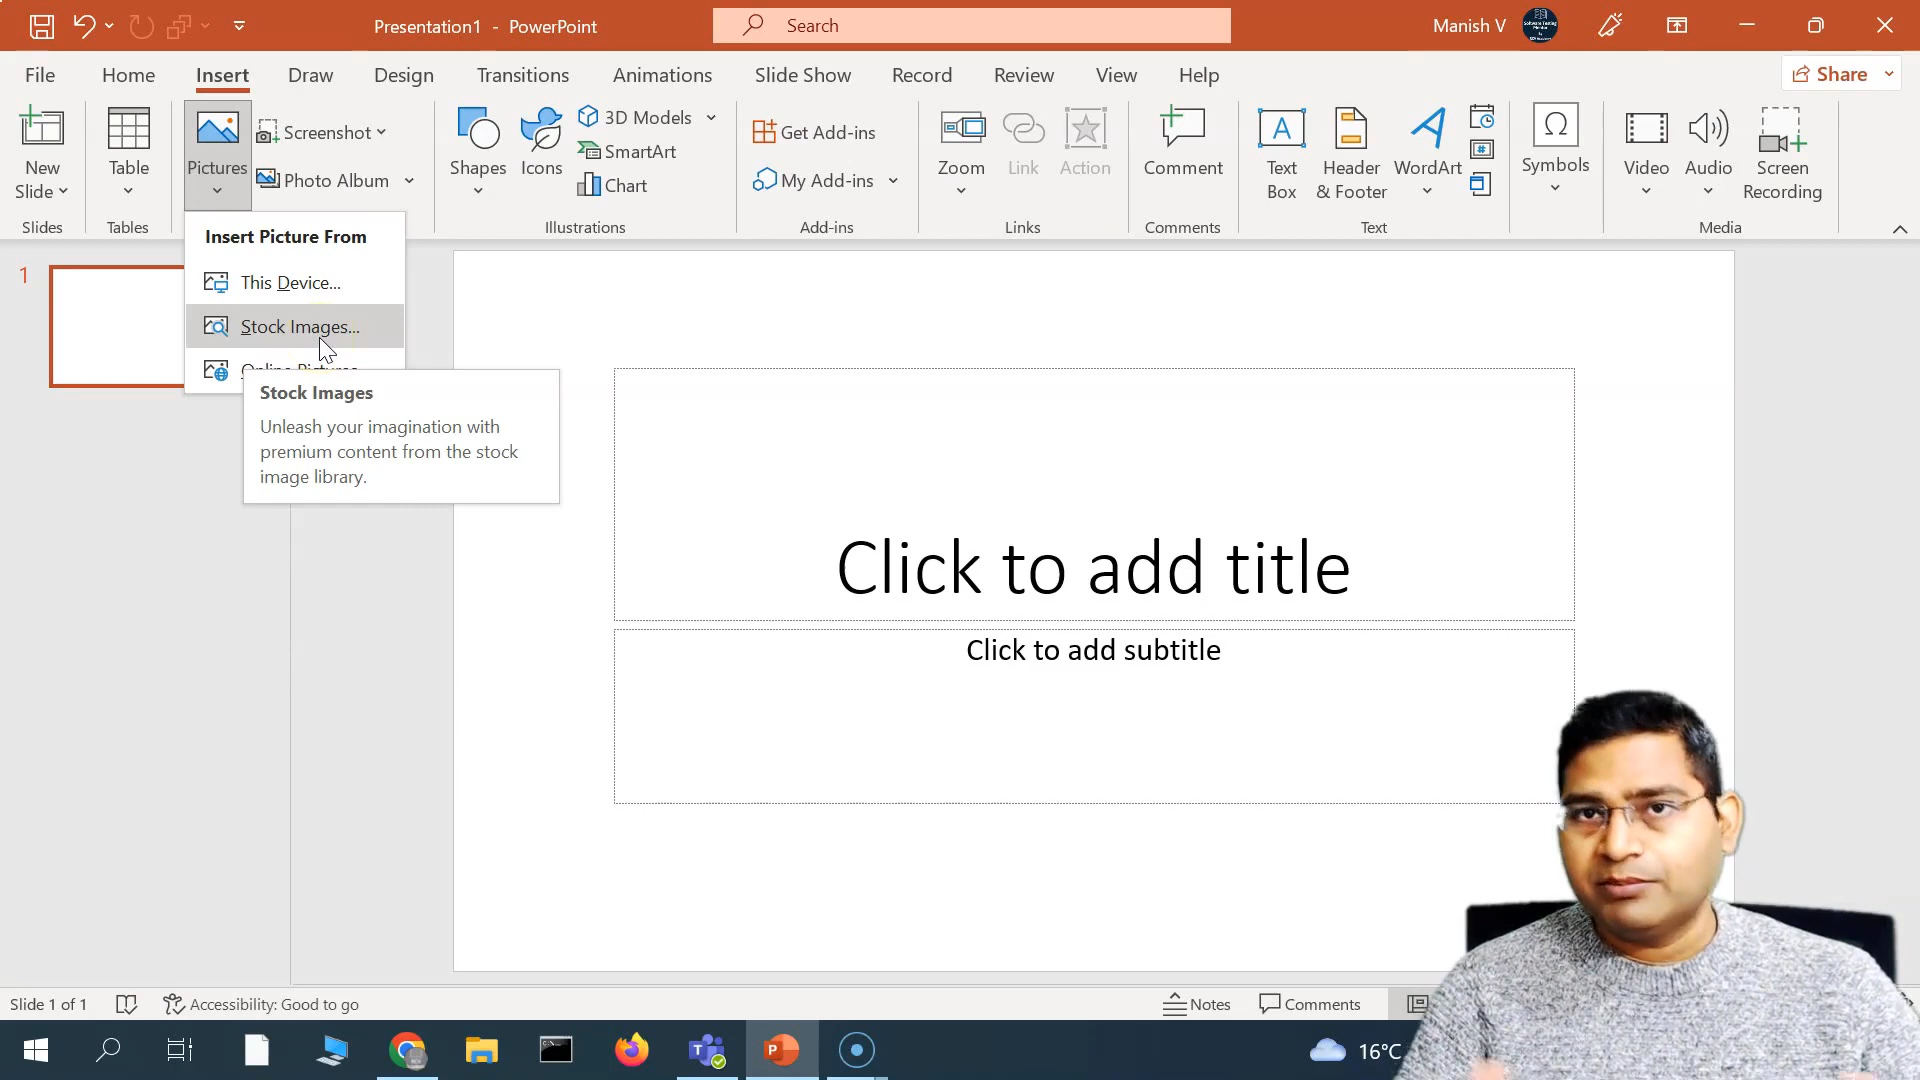 Presentation1 - PowerPoint
Search
Manish V
File Home Insert Draw Design Transitions Animations Slide Show Record Review View Help
Share
New Slide
Table
Pictures
Screenshot
Photo Album
Shapes
Icons
3D Models
SmartArt
Chart
Get Add-ins
My Add-ins
Zoom
Link
Action
Comment
Text Box
Header & Footer
WordArt
Symbols
Video
Audio
Screen Recording
Slides
Tables
Illustrations
Add-ins
Links
Comments
Text
Media
Insert Picture From
This Device...
Stock Images...
Online Pictures
Stock Images
Unleash your imagination with
premium content from the stock
image library.
1
Click to add title
Click to add subtitle
Slide 1 of 1
Accessibility: Good to go
Notes
Comments
16°C